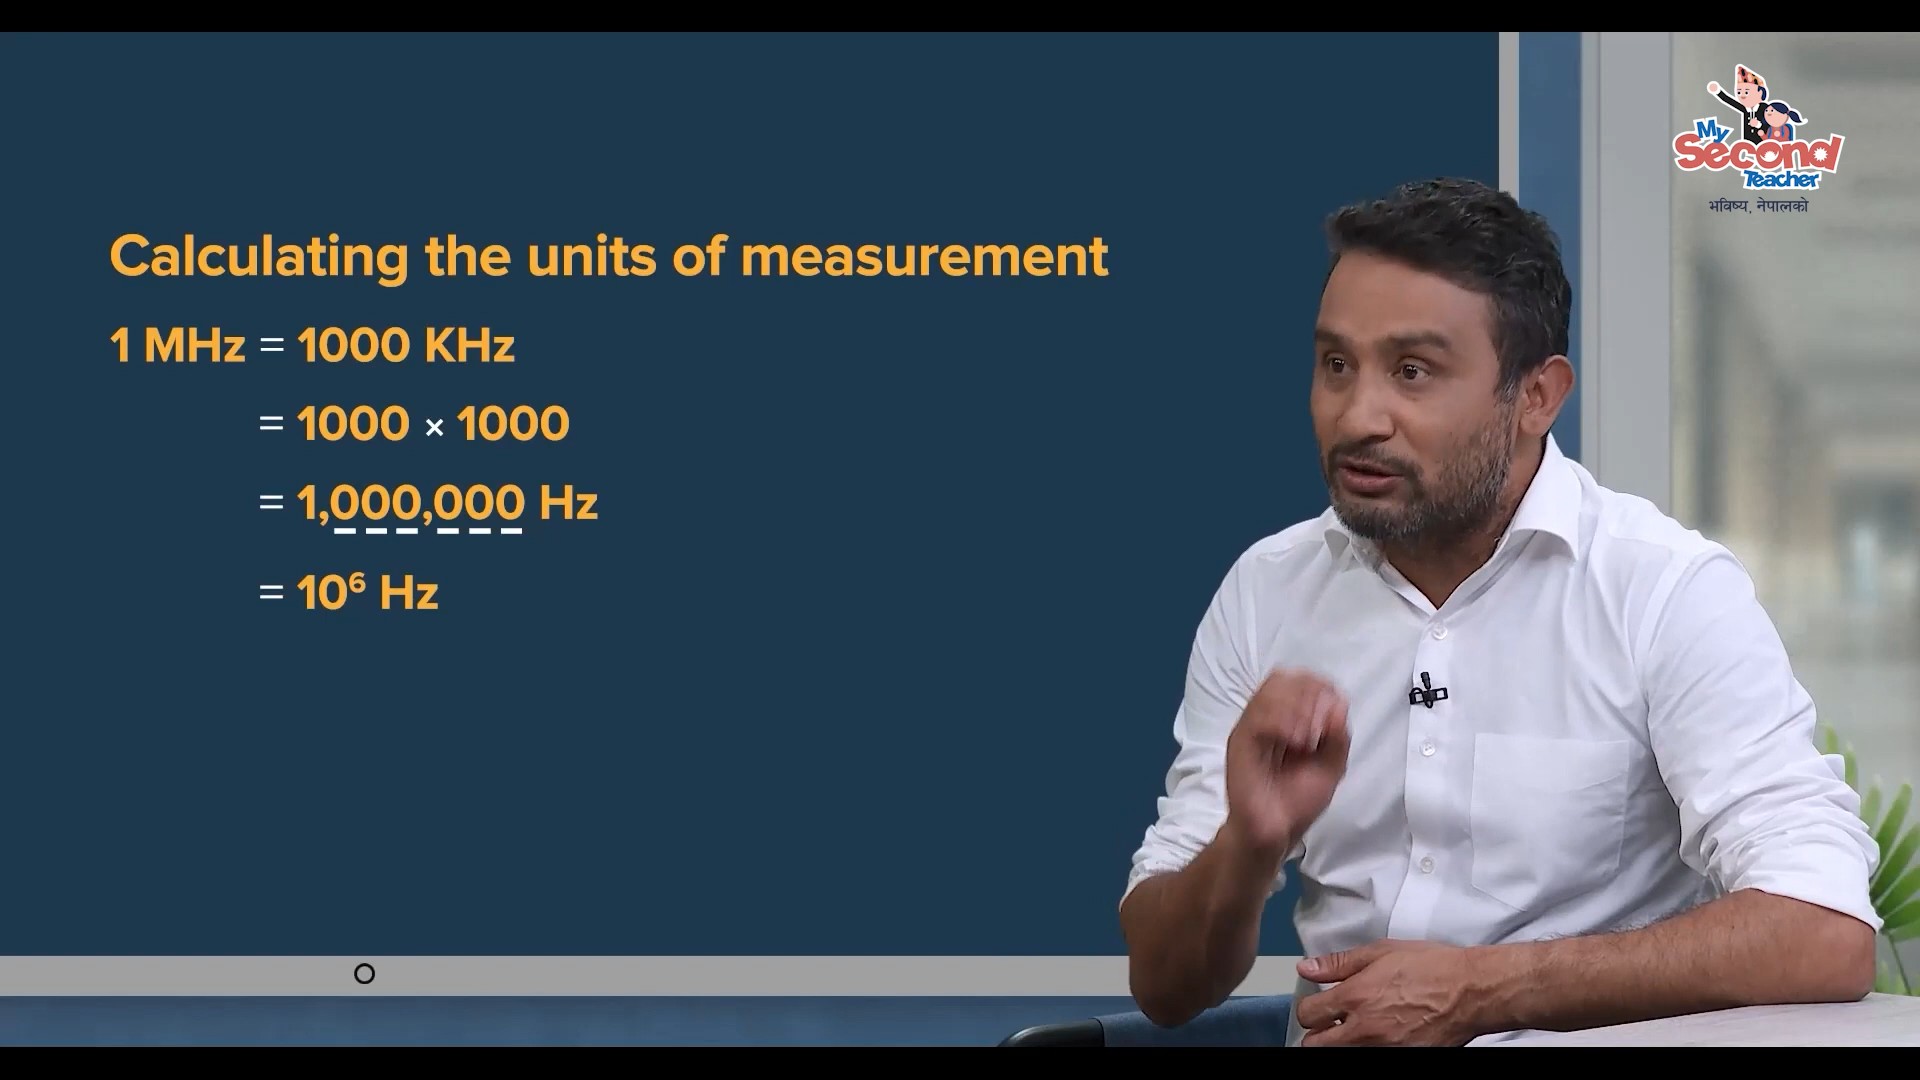 My
Second
Teacher
भविष्य, नेपालको
Calculating the units of measurement
1 MHz = 1000 KHz
= 1000 × 1000
= 1,000,000 Hz
= 10⁶ Hz